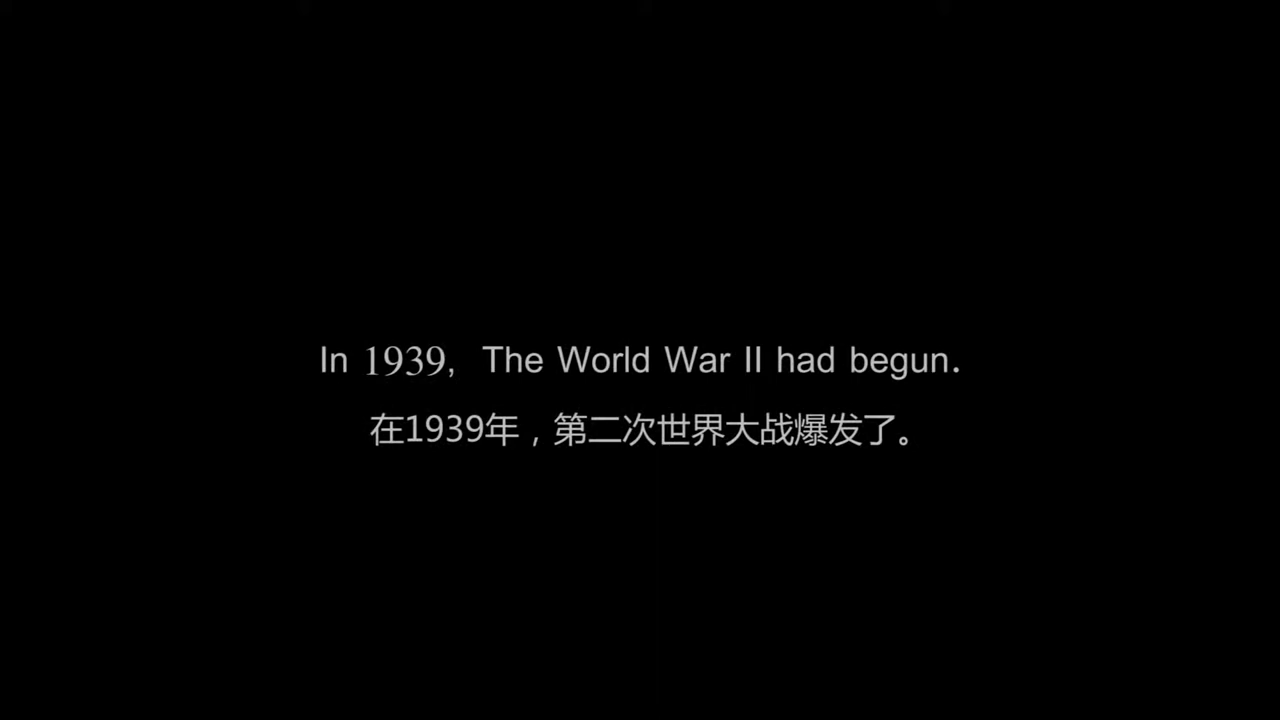 In 1939,  The World War II had begun.
在1939年，第二次世界大战爆发了。